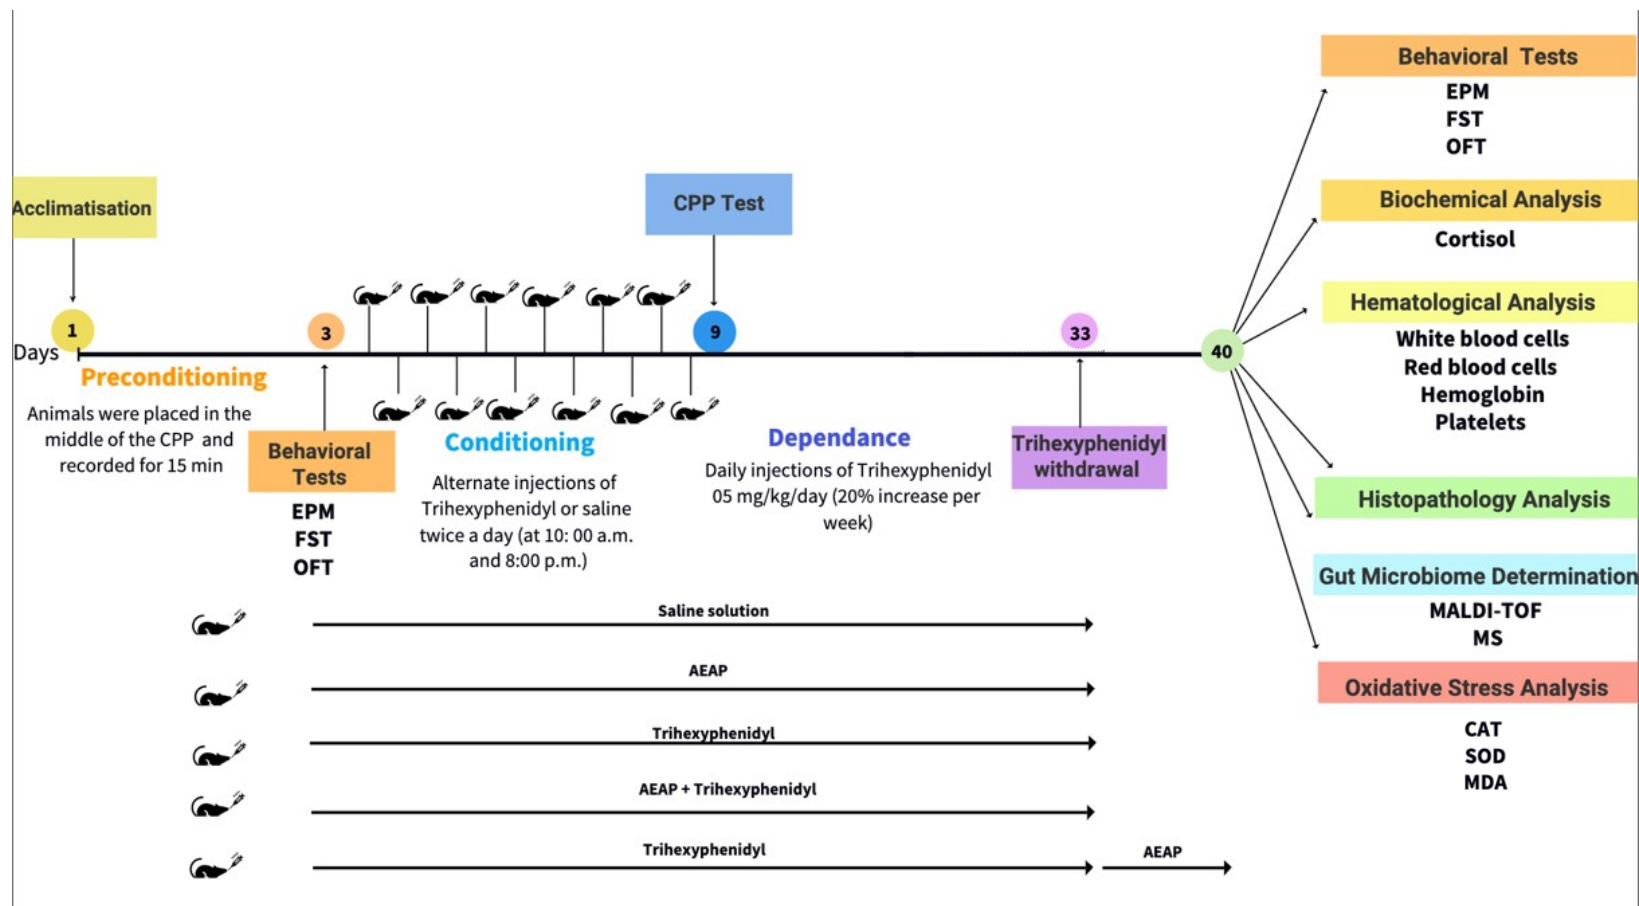 Acclimatisation
CPP Test
Days
1
3
9
33
40
Preconditioning
Animals were placed in the
middle of the CPP and
recorded for 15 min
Behavioral
Tests
EPM
FST
OFT
Conditioning
Alternate injections of
Trihexyphenidyl or saline
twice a day (at 10: 00 a.m.
and 8:00 p.m.)
Dependance
Daily injections of Trihexyphenidyl
05 mg/kg/day (20% increase per
week)
Trihexyphenidyl
withdrawal
Saline solution
AEAP
Trihexyphenidyl
AEAP + Trihexyphenidyl
Trihexyphenidyl
AEAP
Behavioral Tests
EPM
FST
OFT
Biochemical Analysis
Cortisol
Hematological Analysis
White blood cells
Red blood cells
Hemoglobin
Platelets
Histopathology Analysis
Gut Microbiome Determination
MALDI-TOF
MS
Oxidative Stress Analysis
CAT
SOD
MDA